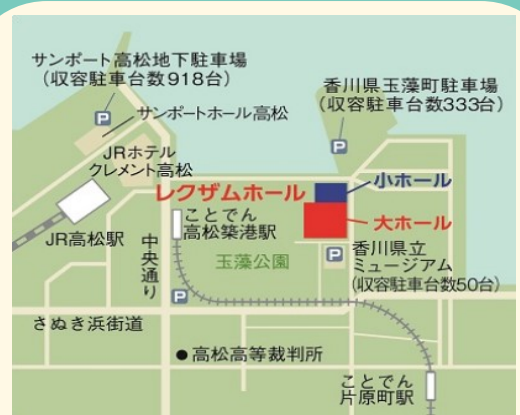 サンポート高松地下駐車場
（収容駐車台数918台）
香川県玉藻町駐車場
（収容駐車台数333台）
P
サンポートホール高松
P
JRホテル
クレメント高松
レクザムホール
小ホール
大ホール
JR高松駅
ことでん
高松築港駅
中央通り
玉藻公園
P
香川県立
ミュージアム
（収容駐車台数50台）
P
さぬき浜街道
●高松高等裁判所
ことでん
片原町駅